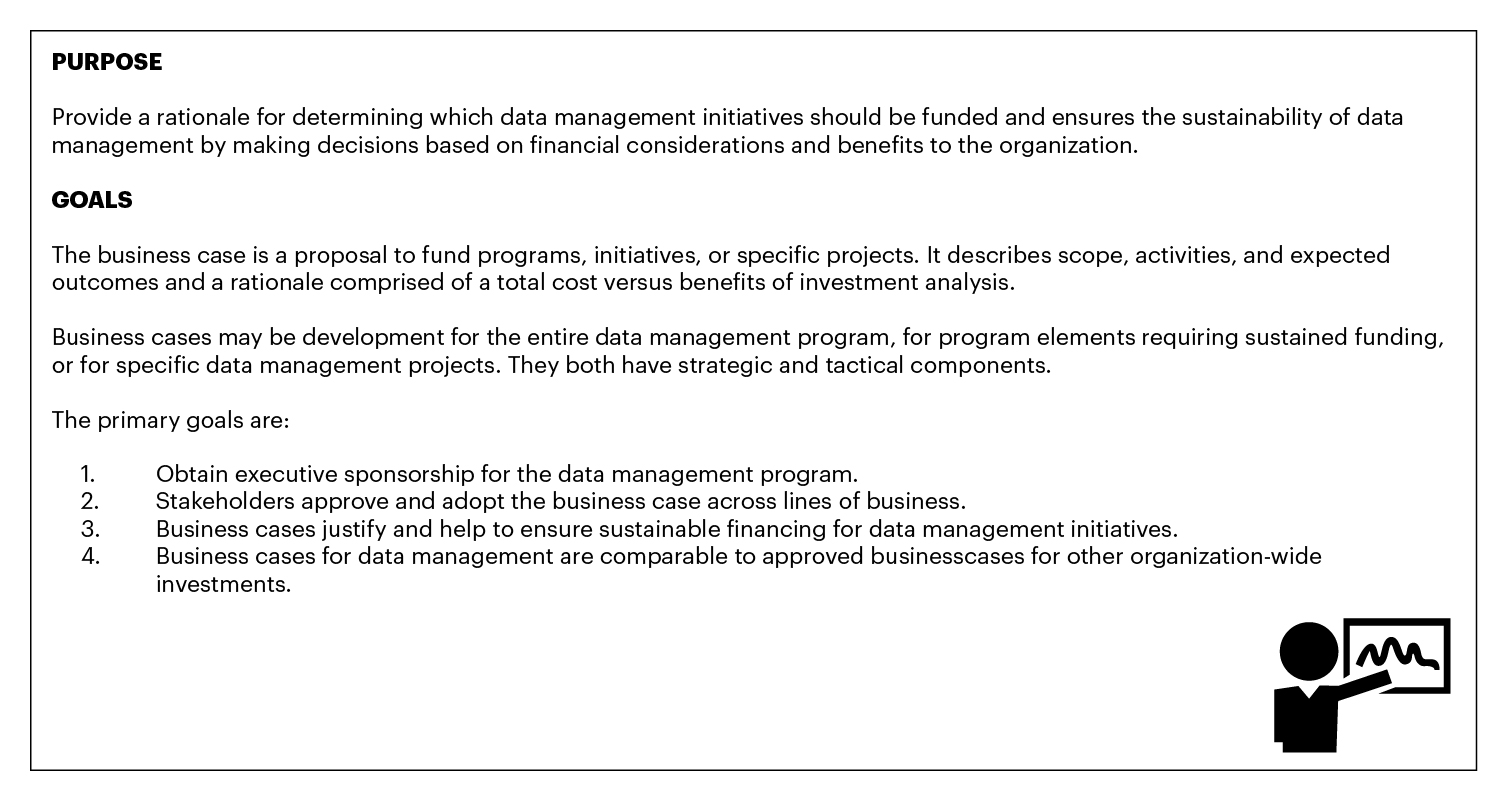 PURPOSE
Provide a rationale for determining which data management initiatives should be funded and ensures the sustainability of data
management by making decisions based on financial considerations and benefits to the organization.
GOALS
The business case is a proposal to fund programs, initiatives, or specific projects. It describes scope, activities, and expected
outcomes and a rationale comprised of a total cost versus benefits of investment analysis.
Business cases may be development for the entire data management program, for program elements requiring sustained funding,
or for specific data management projects. They both have strategic and tactical components.
The primary goals are:
1. Obtain executive sponsorship for the data management program.
2. Stakeholders approve and adopt the business case across lines of business.
3. Business cases justify and help to ensure sustainable financing for data management initiatives.
4. Business cases for data management are comparable to approved businesscases for other organization-wide
investments.